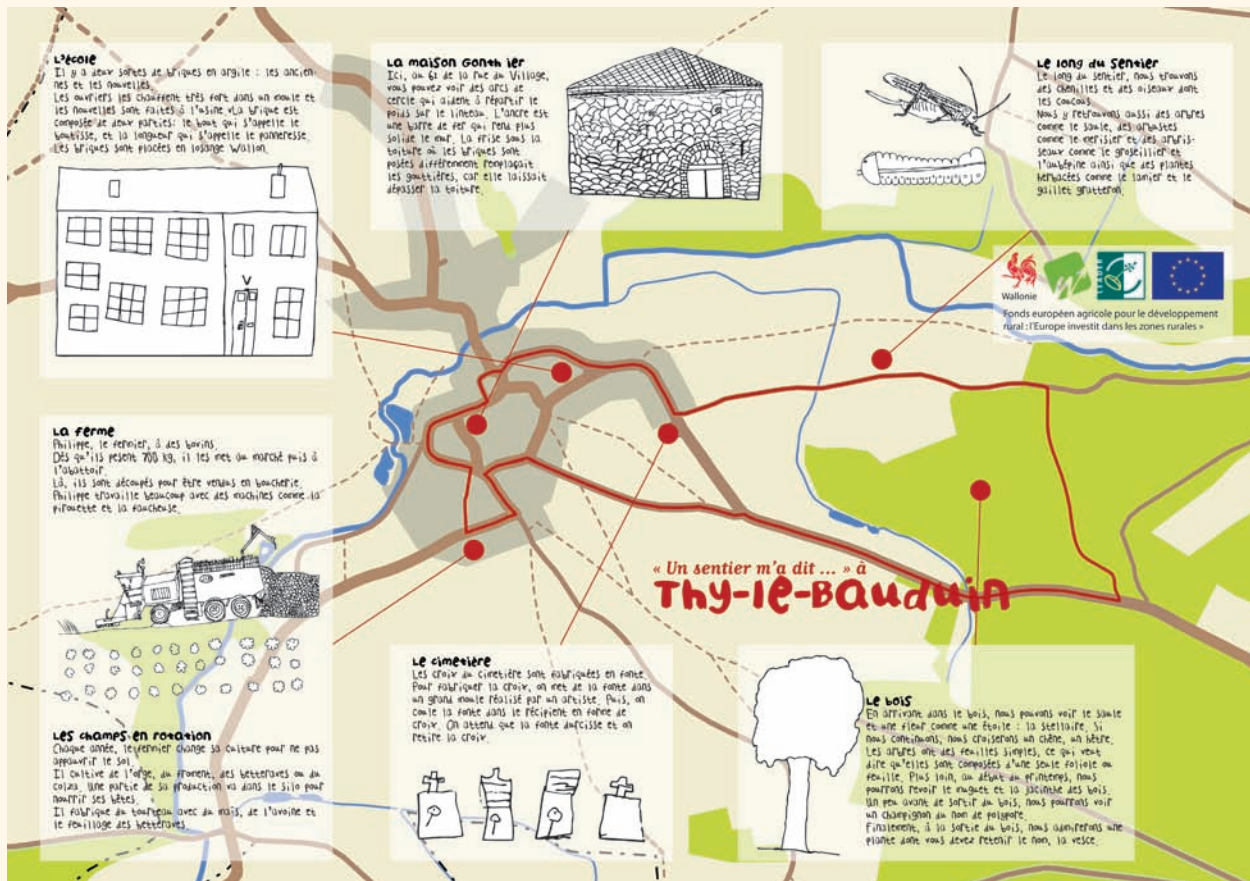 L'école
Il y a deux sortes de briques en argile : les ancien-
nes et les nouvelles.
Les ouvriers les chauffent très fort dans un moule et
les nouvelles sont faites à l'usine. La brique est
composée de deux parties: le bout qui s'appelle le
boutisse, et la longueur qui s'appelle le panneresse.
Les briques sont placées en losange Wallon.
La maison Gonthier
Ici, au 61 de la rue du Village,
vous pouvez voir des arcs de
cercle qui aident à répartir le
poids sur le linteau. L'ancre est
une barre de fer qui rend plus
solide le mur. La frise sous la
toiture où les briques sont
posées différemment remplaçait
les gouttières, car elle laissait
dépasser la toiture.
Le long du sentier
Le long du sentier, nous trouvons
des chenilles et des oiseaux dont
les coucous.
Nous y retrouvons aussi des arbres
comme le saule, des arbustes
comme le merisier et des arbris-
seaux comme le groseillier et
l'aubépine ainsi que des plantes
herbacées comme le lamier et le
gaillet gratteron.
Wallonie
LEADER
Fonds européen agricole pour le développement
rural : l'Europe investit dans les zones rurales »
La ferme
Philippe, le fermier, à des bovins.
Dès qu'ils pèsent 700 kg, il les met au marché puis à
l'abattoir.
Là, ils sont découpés pour être vendus en boucherie.
Philippe travaille beaucoup avec des machines comme la
pirouette et la faucheuse.
Les champs en rotation
Chaque année, le fermier change sa culture pour ne pas
appauvrir le sol.
Il cultive de l'orge, du froment, des betteraves ou du
colza. Une partie de sa production va dans le silo pour
nourrir ses bêtes.
Il fabrique du tourteau avec du maïs, de l'avoine et
le feuillage des betteraves.
« Un sentier m'a dit ... » à
Thy-le-Bauduin
Le cimetière
Les croix du cimetière sont fabriquées en fonte.
Pour fabriquer la croix, on met de la fonte dans
un grand moule réalisé par un artiste. Puis, on
coule la fonte dans le récipient en forme de
croix. On attend que la fonte durcisse et on
retire la croix.
Le bois
En arrivant dans le bois, nous pouvons voir le saule
et une fleur comme une étoile : la stellaire. Si
nous continuons, nous croiserons un chêne, un hêtre.
Les arbres ont des feuilles simples, ce qui veut
dire qu'elles sont composées d'une seule foliole ou
feuille. Plus loin, au début du printemps, nous
pourrons revoir le muguet et la jacinthe des bois.
Un peu avant de sortir du bois, nous pourrons voir
un champignon du nom de polypore.
Finalement, à la sortie du bois, nous admirerons une
plante dont vous devez retenir le nom, la vesce.